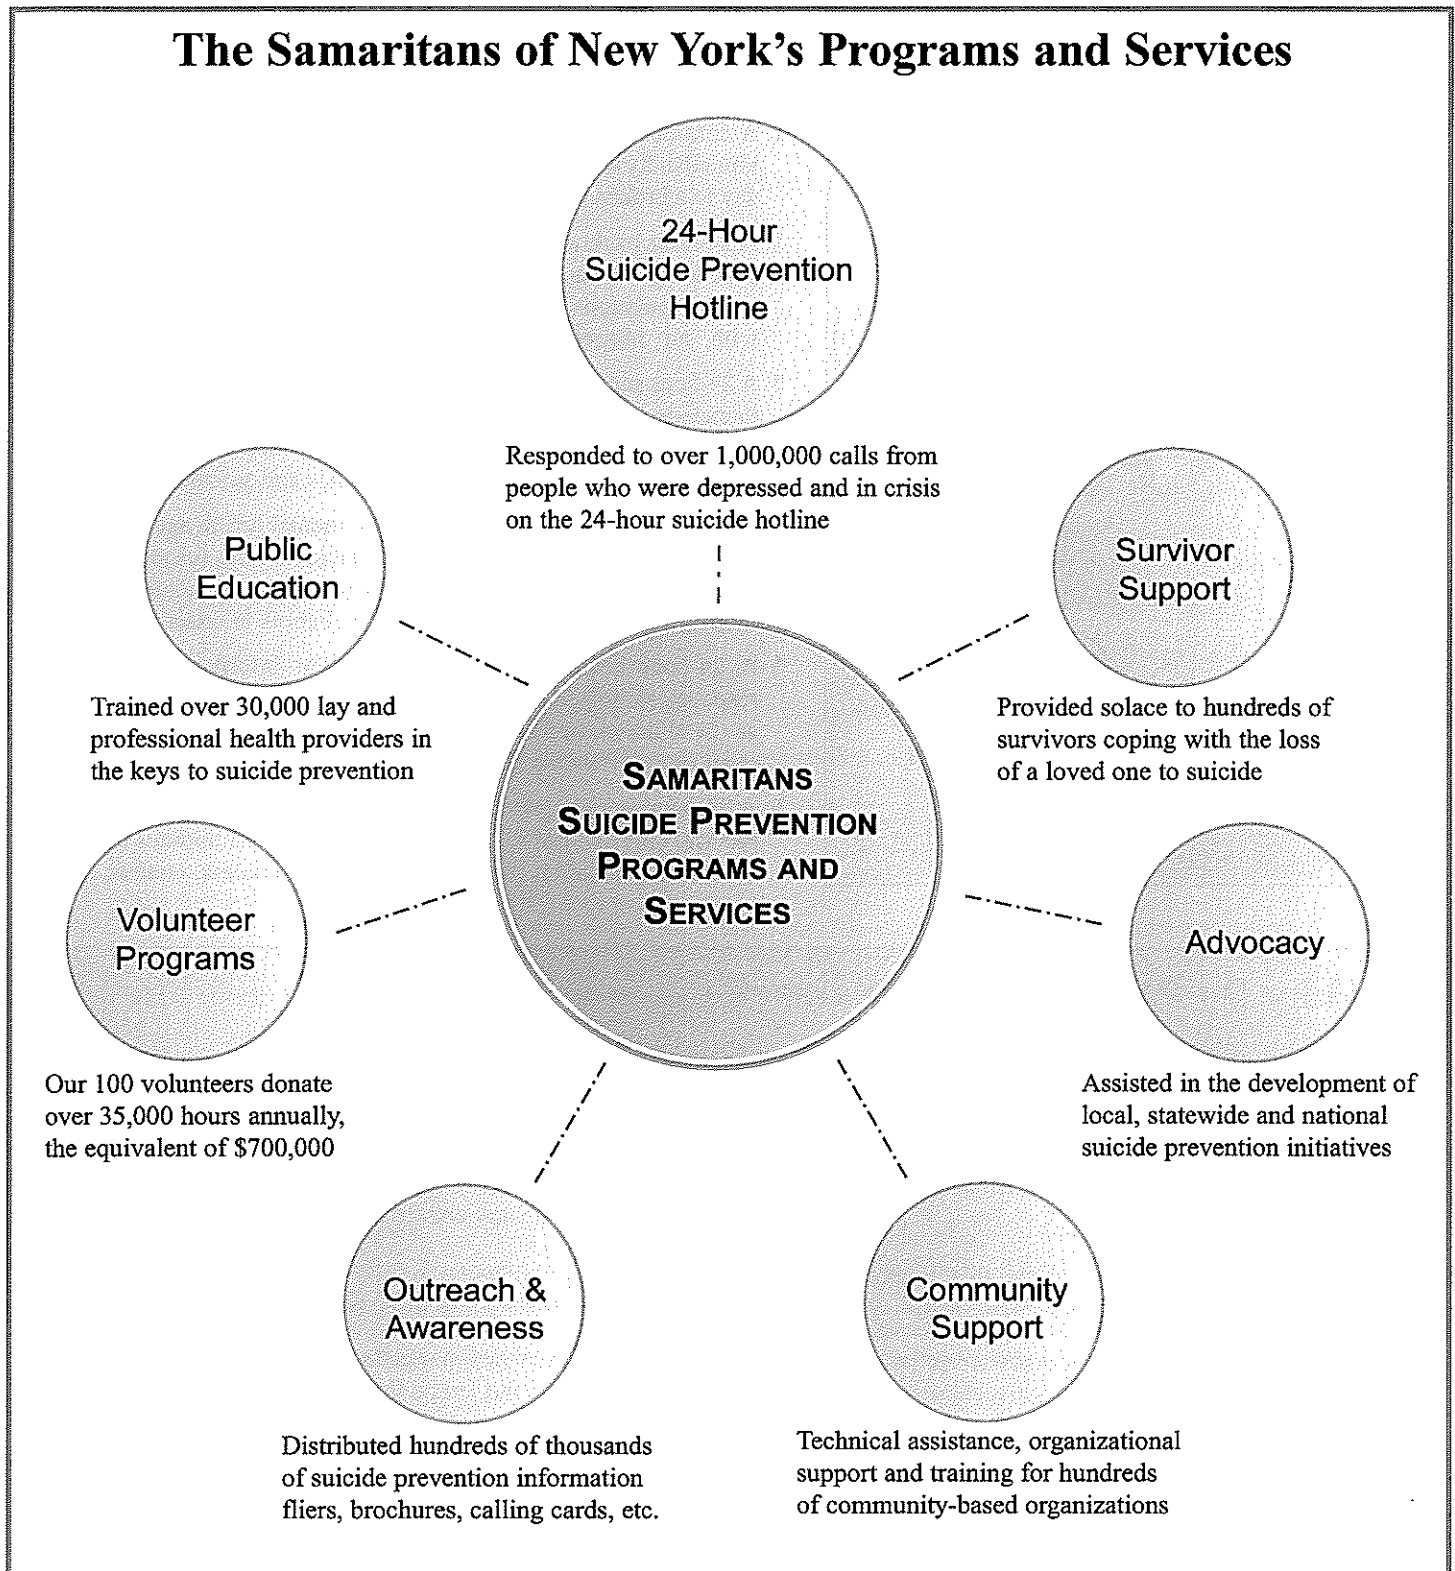 The Samaritans of New York's Programs and Services
24-Hour
Suicide Prevention
Hotline
Responded to over 1,000,000 calls from
people who were depressed and in crisis
on the 24-hour suicide hotline
Public
Education
Trained over 30,000 lay and
professional health providers in
the keys to suicide prevention
Survivor
Support
Provided solace to hundreds of
survivors coping with the loss
of a loved one to suicide
SAMARITANS
SUICIDE PREVENTION
PROGRAMS AND
SERVICES
Volunteer
Programs
Our 100 volunteers donate
over 35,000 hours annually,
the equivalent of $700,000
Advocacy
Assisted in the development of
local, statewide and national
suicide prevention initiatives
Outreach &
Awareness
Distributed hundreds of thousands
of suicide prevention information
fliers, brochures, calling cards, etc.
Community
Support
Technical assistance, organizational
support and training for hundreds
of community-based organizations